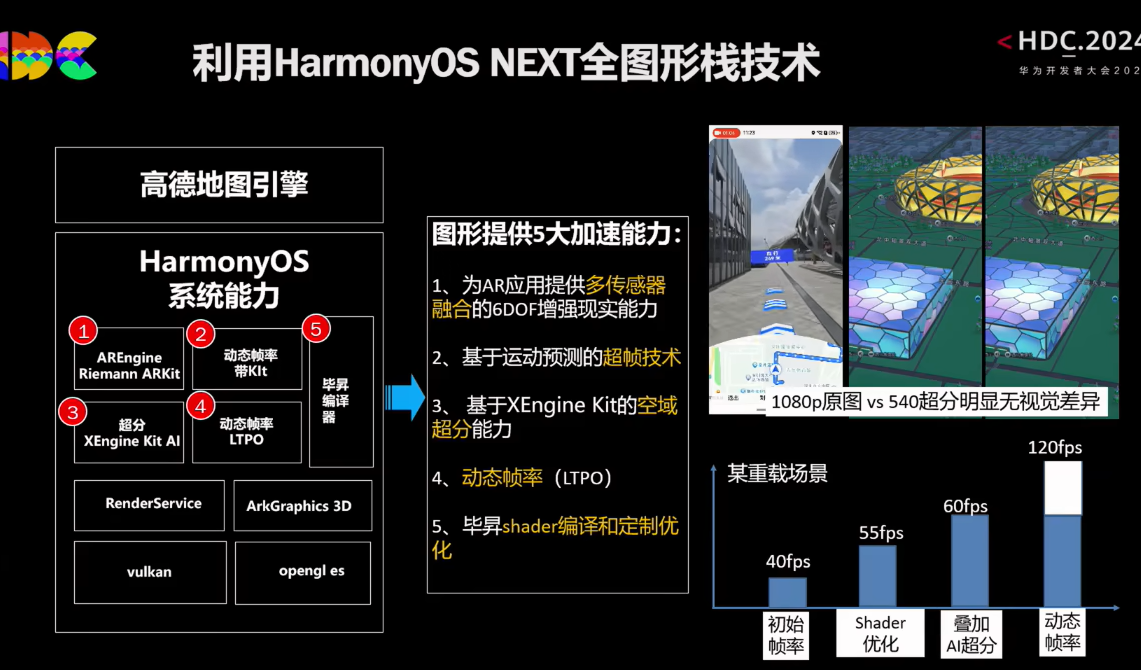 利用HarmonyOS NEXT全图形栈技术
< HDC.2024
华为开发者大会202
高德地图引擎
HarmonyOS
系统能力
1
AREngine
Riemann ARKit
2
动态帧率
带KIt
5
毕昇
编译
器
3
超分
XEngine Kit AI
4
动态帧率
LTPO
RenderService
ArkGraphics 3D
vulkan
opengl es
图形提供5大加速能力：
1、为AR应用提供多传感器
融合的6DOF增强现实能力
2、基于运动预测的超帧技术
3、 基于XEngine Kit的空域
超分能力
4、动态帧率（LTPO）
5、毕昇shader编译和定制优
化
11:23
1080p原图 vs 540超分明显无视觉差异
某重载场景
40fps
55fps
60fps
120fps
初始
帧率
Shader
优化
叠加
AI超分
动态
帧率